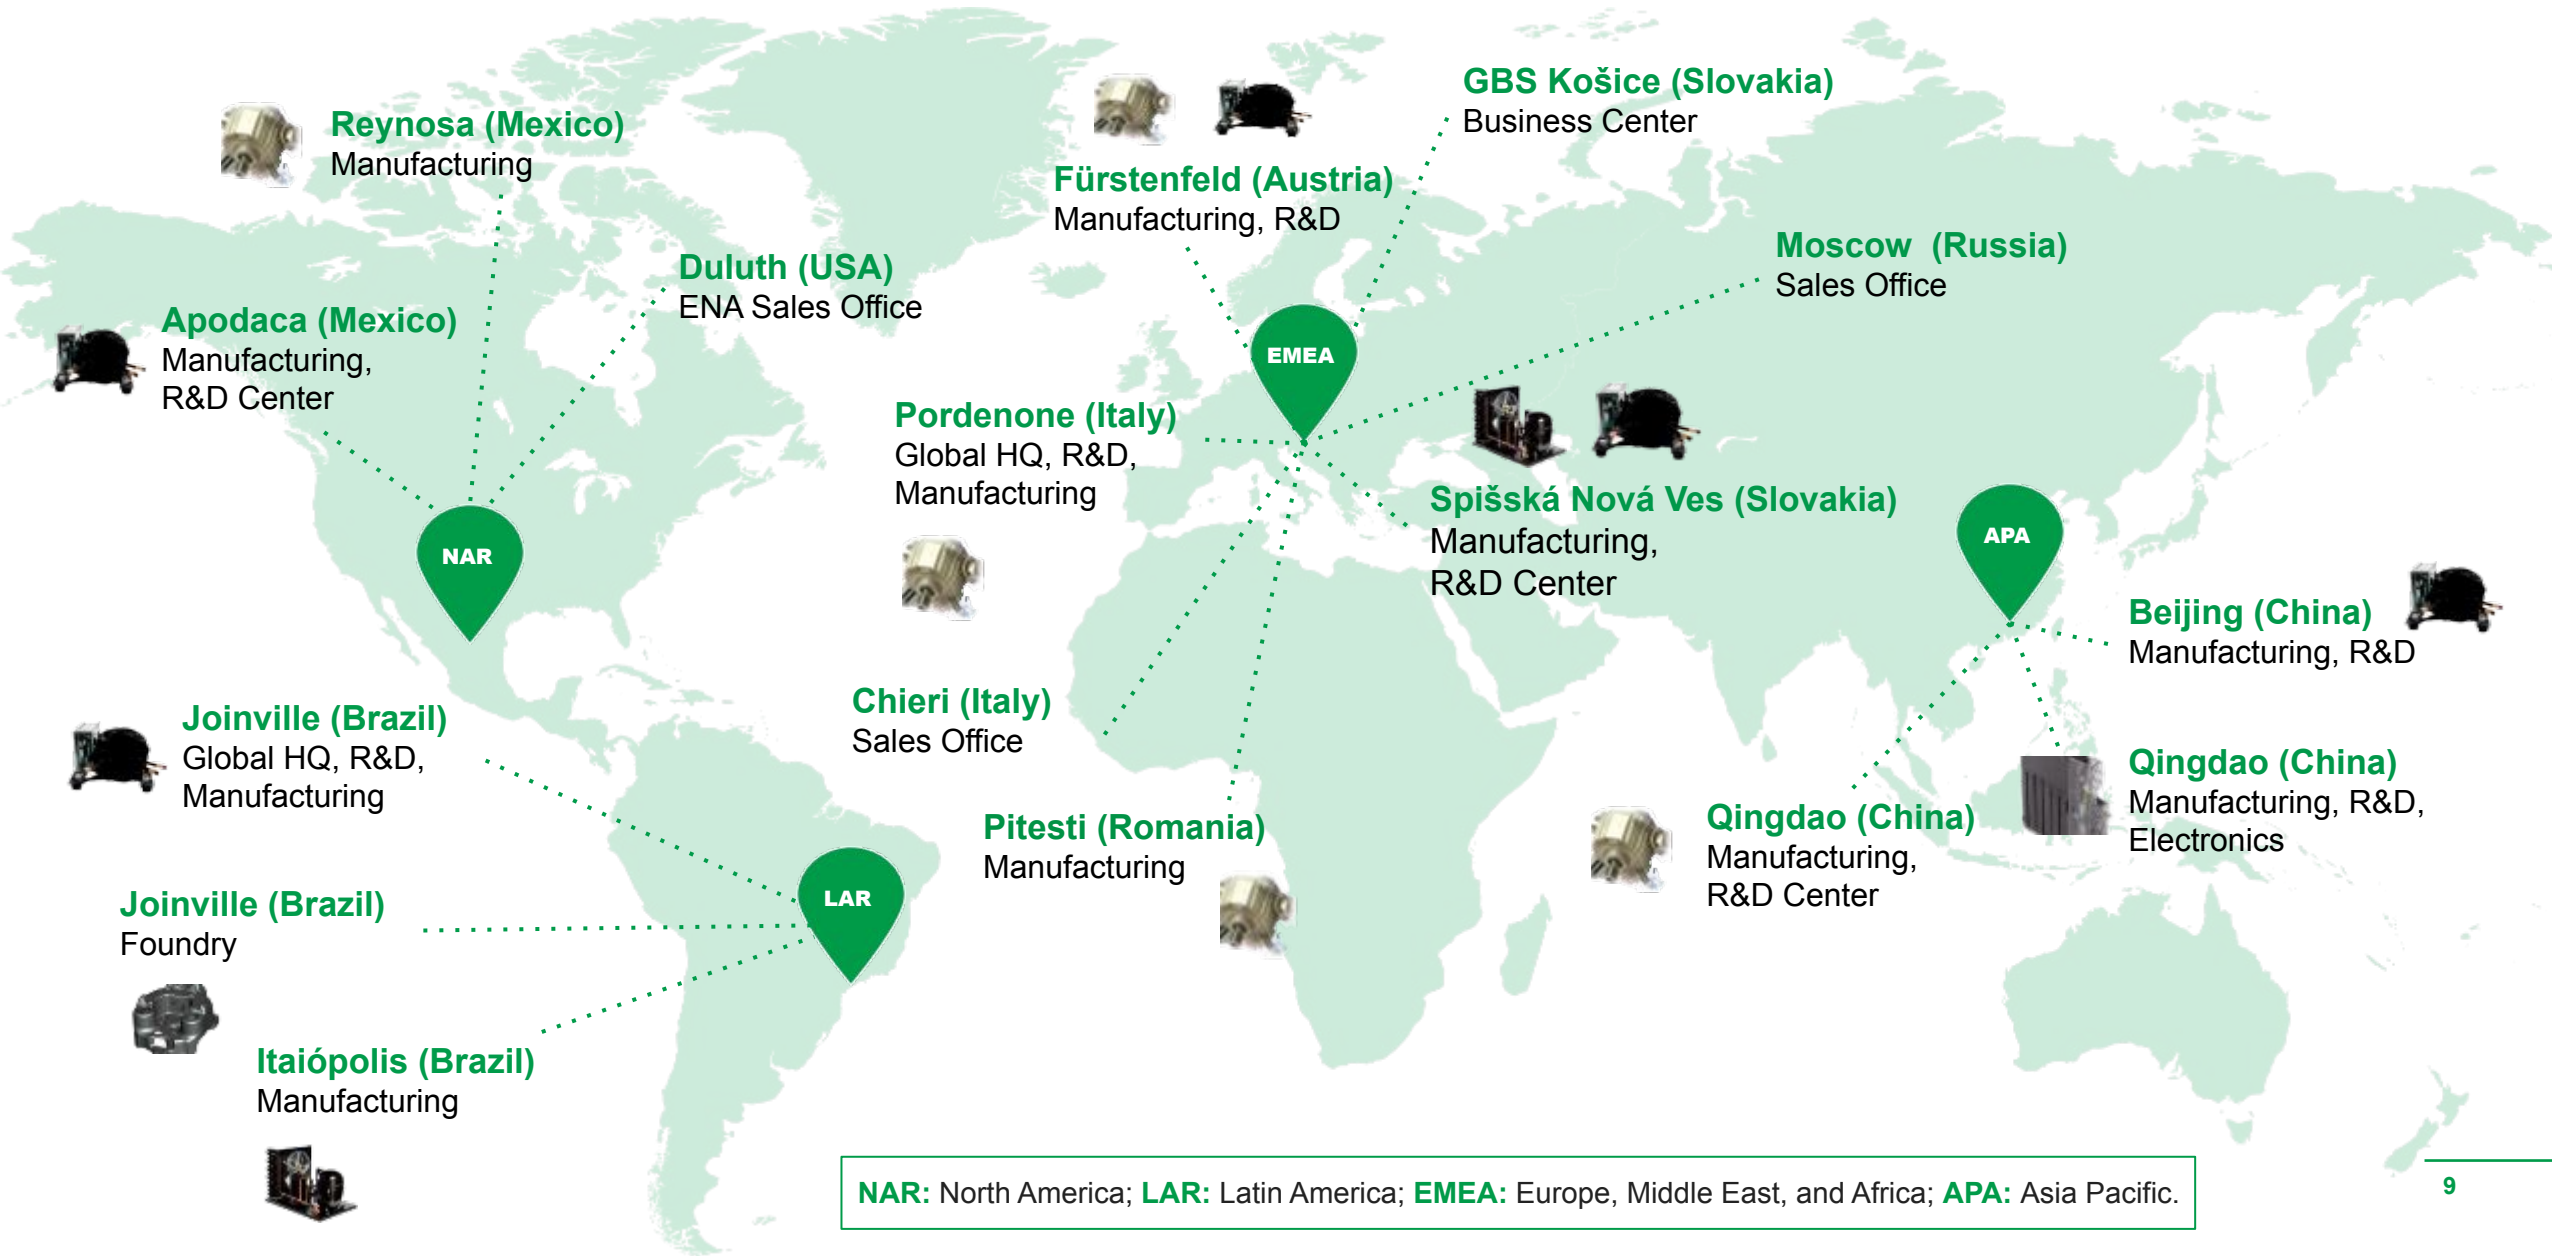 GBS Košice (Slovakia)
Business Center
Reynosa (Mexico)
Manufacturing
Fürstenfeld (Austria)
Manufacturing, R&D
Moscow  (Russia)
Sales Office
Duluth (USA)
ENA Sales Office
Apodaca (Mexico)
Manufacturing,
R&D Center
EMEA
Pordenone (Italy)
Global HQ, R&D,
Manufacturing
Spišská Nová Ves (Slovakia)
Manufacturing,
R&D Center
NAR
APA
Beijing (China)
Manufacturing, R&D
Chieri (Italy)
Sales Office
Joinville (Brazil)
Global HQ, R&D,
Manufacturing
Qingdao (China)
Manufacturing, R&D,
Electronics
Pitesti (Romania)
Manufacturing
Qingdao (China)
Manufacturing,
R&D Center
LAR
Joinville (Brazil)
Foundry
Itaiópolis (Brazil)
Manufacturing
NAR: North America; LAR: Latin America; EMEA: Europe, Middle East, and Africa; APA: Asia Pacific.
9